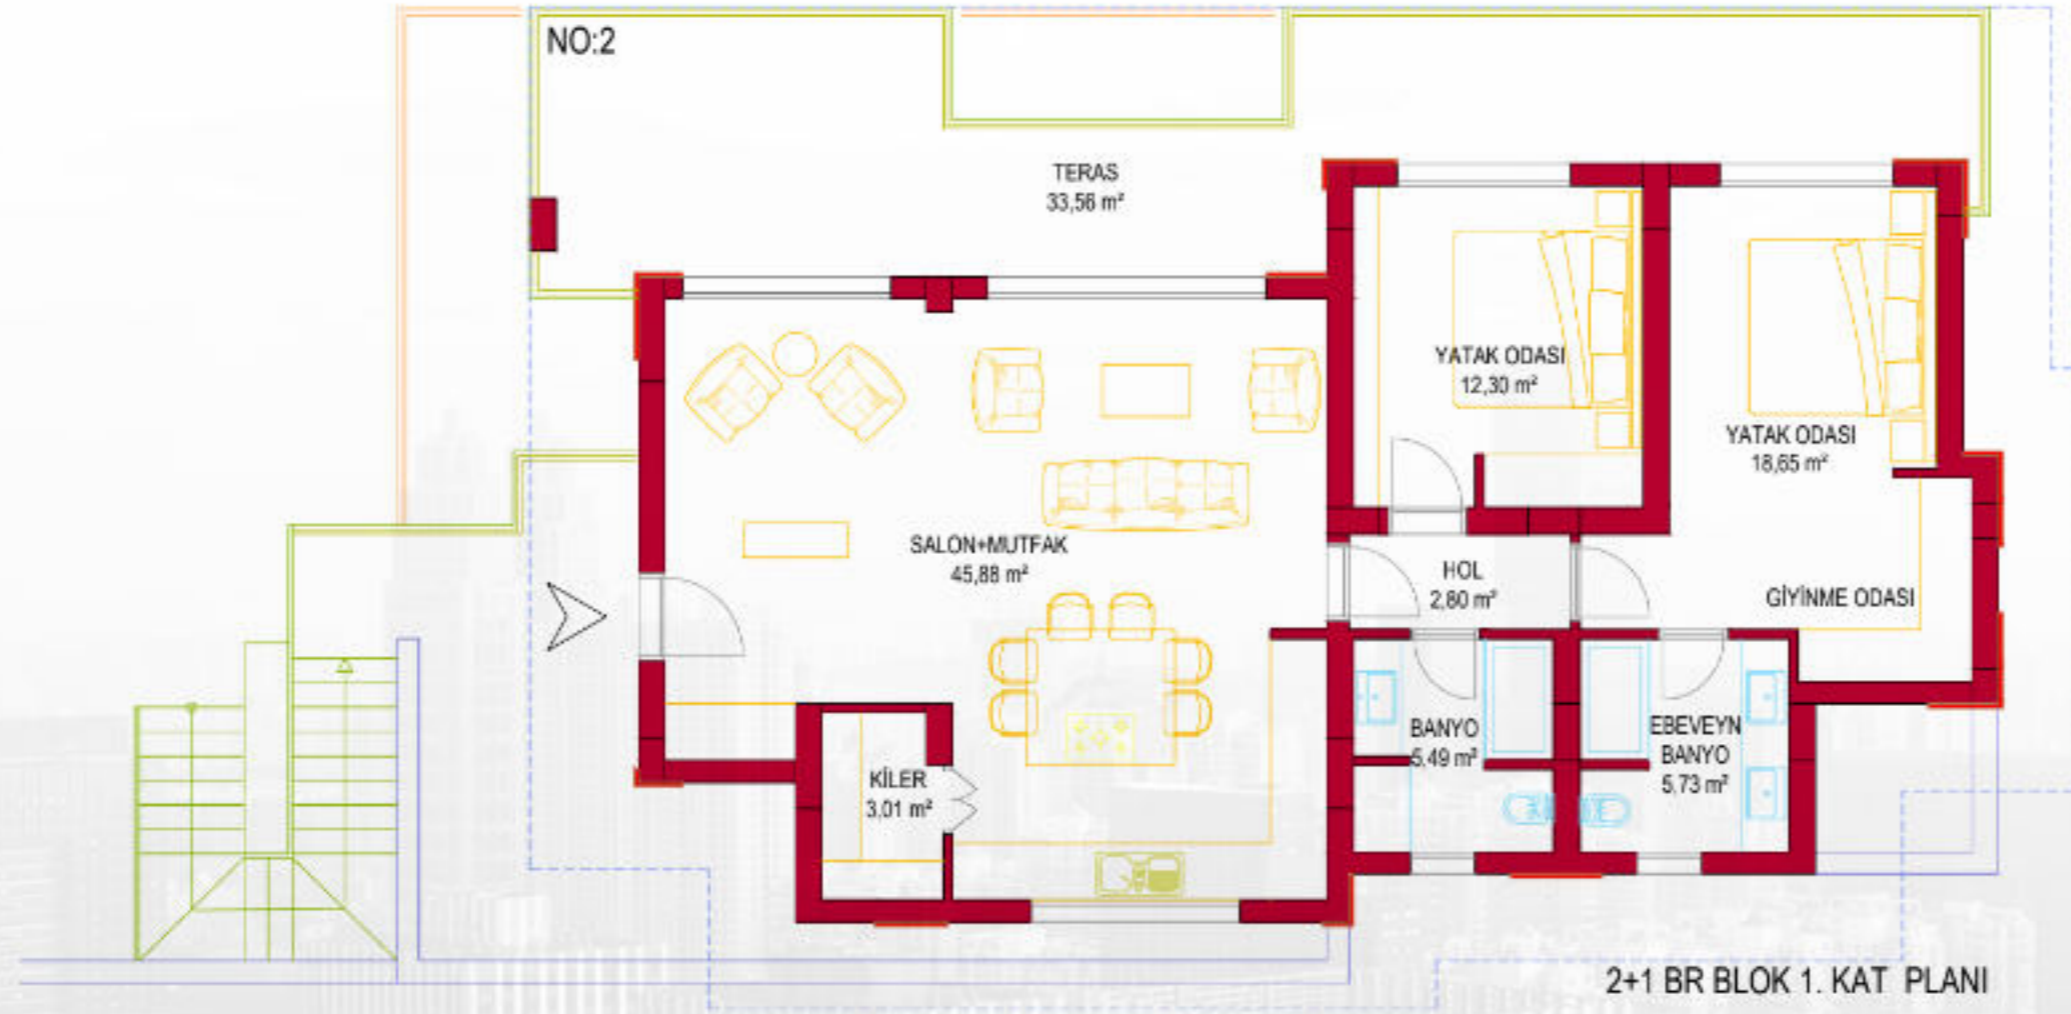 NO:2
TERAS
33,56 m²
YATAK ODASI
12,30 m²
YATAK ODASI
18,65 m²
SALON+MUTFAK
45,88 m²
HOL
2,80 m²
GİYİNME ODASI
BANYO
5,49 m²
EBEVEYN
BANYO
5,73 m²
KİLER
3,01 m²
2+1 BR BLOK 1. KAT PLANI